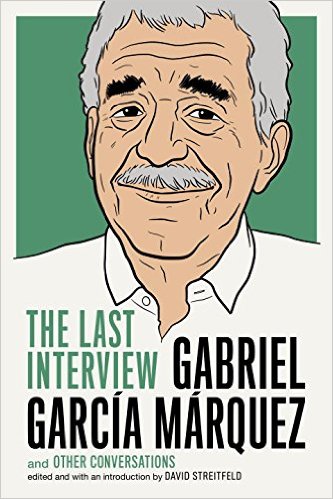 THE LAST
INTERVIEW GABRIEL
GARCÍA MÁRQUEZ
and OTHER CONVERSATIONS
edited and with an introduction by DAVID STREITFELD